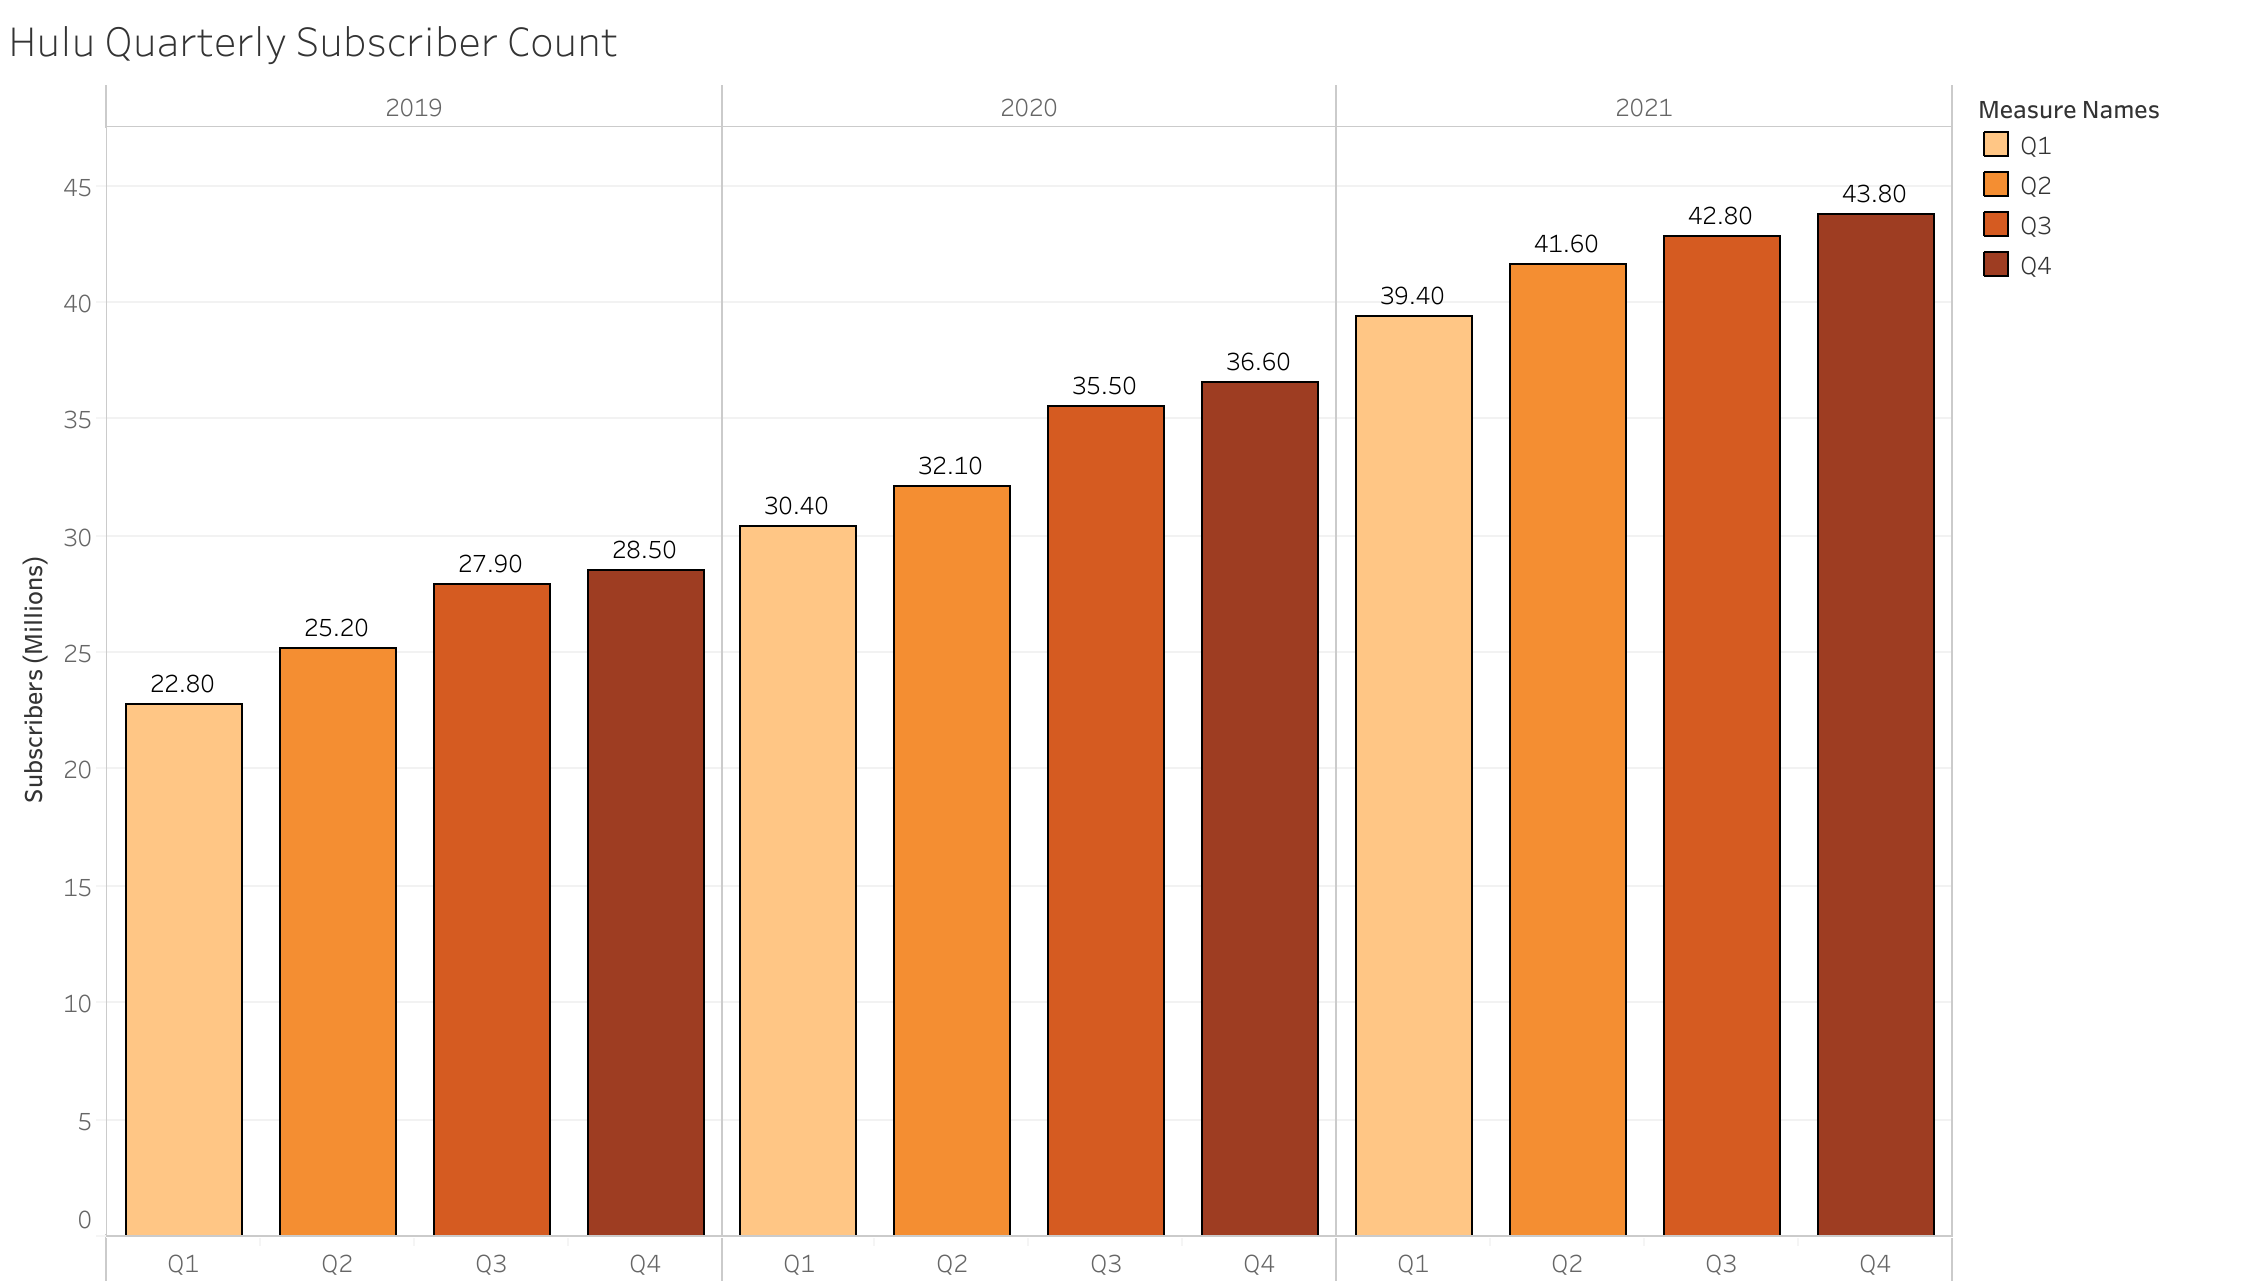 Hulu Quarterly Subscriber Count
2019 2020 2021
Measure Names
Q1
Q2
Q3
Q4
Subscribers (Millions)
45
40
35
30
25
20
15
10
5
0
22.80 25.20 27.90 28.50 30.40 32.10 35.50 36.60 39.40 41.60 42.80 43.80
Q1 Q2 Q3 Q4 Q1 Q2 Q3 Q4 Q1 Q2 Q3 Q4